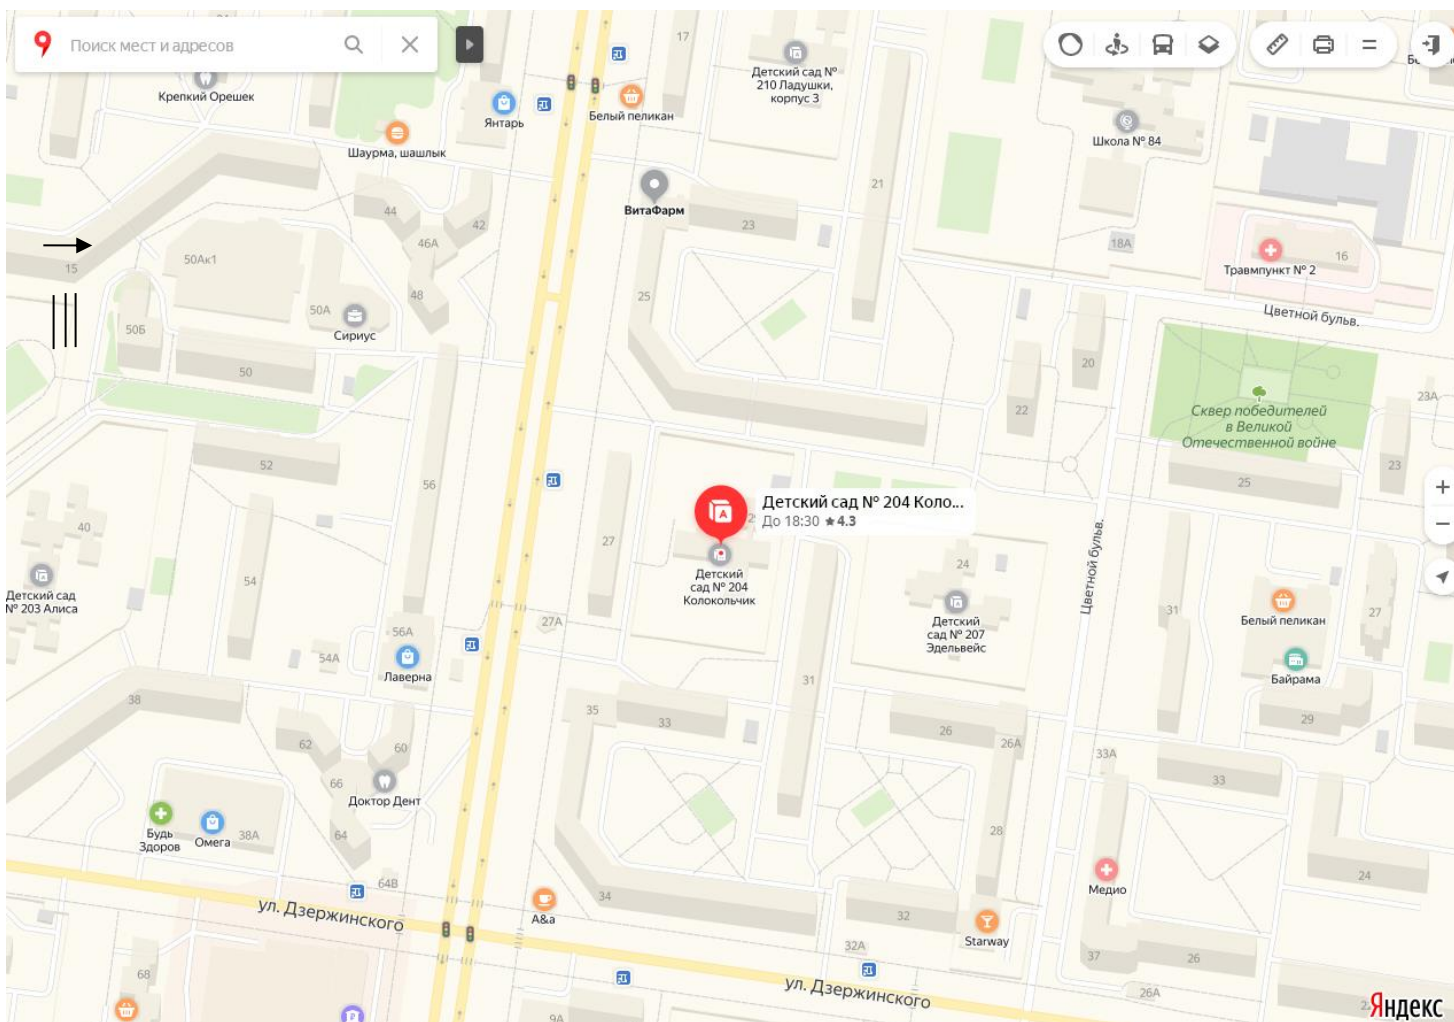 Поиск мест и адресов
17
Детский сад №
210 Ладушки,
корпус 3
Крепкий Орешек
Янтарь
Белый пеликан
Шаурма, шашлык
Школа № 84
21
ВитаФарм
23
44
42
46А
18А
16
Травмпункт № 2
50Ак1
15
48
25
50А
Сириус
50Б
Цветной бульв.
50
20
22
Сквер победителей
в Великой
Отечественной войне
23А
52
56
23
25
Детский сад № 204 Коло...
До 18:30 ★4.3
40
27
24
Детский
сад № 204
Колокольчик
Цветной бульв.
54
Детский сад
№ 203 Алиса
31
Белый пеликан
27
27А
56А
Детский
сад № 207
Эдельвейс
54А
Лаверна
31
Байрама
38
35
33
26
26А
29
62
60
33А
33
66
Доктор Дент
Будь
Здоров
Омега
38А
64
28
Медио
24
64В
34
ул. Дзержинского
A&a
32
Starway
32А
37
26
68
ул. Дзержинского
26А
9А
Яндекс